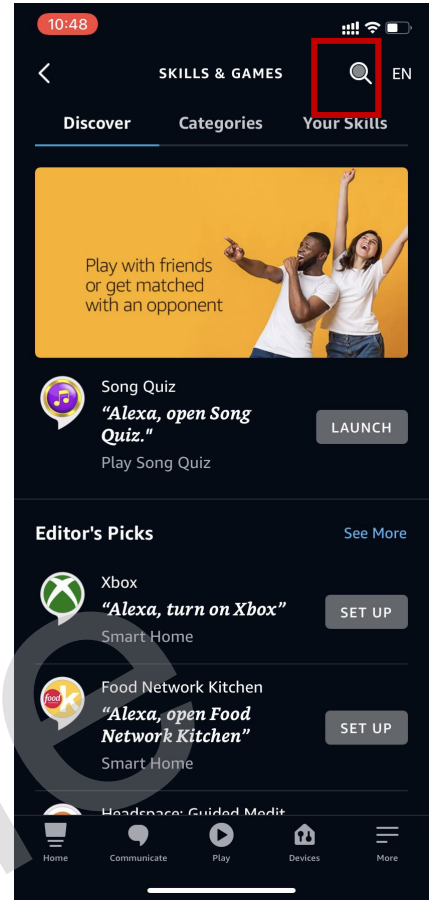 10:48
SKILLS & GAMES
EN
Discover Categories Your Skills
Play with friends
or get matched
with an opponent
Song Quiz
“Alexa, open Song
Quiz."
LAUNCH
Play Song Quiz
Editor's Picks See More
Xbox
“Alexa, turn on Xbox”
SET UP
Smart Home
food
k
Food Network Kitchen
“Alexa, open Food
Network Kitchen”
SET UP
Smart Home
Headspace: Guided Medit
Home Communicate Play Devices More